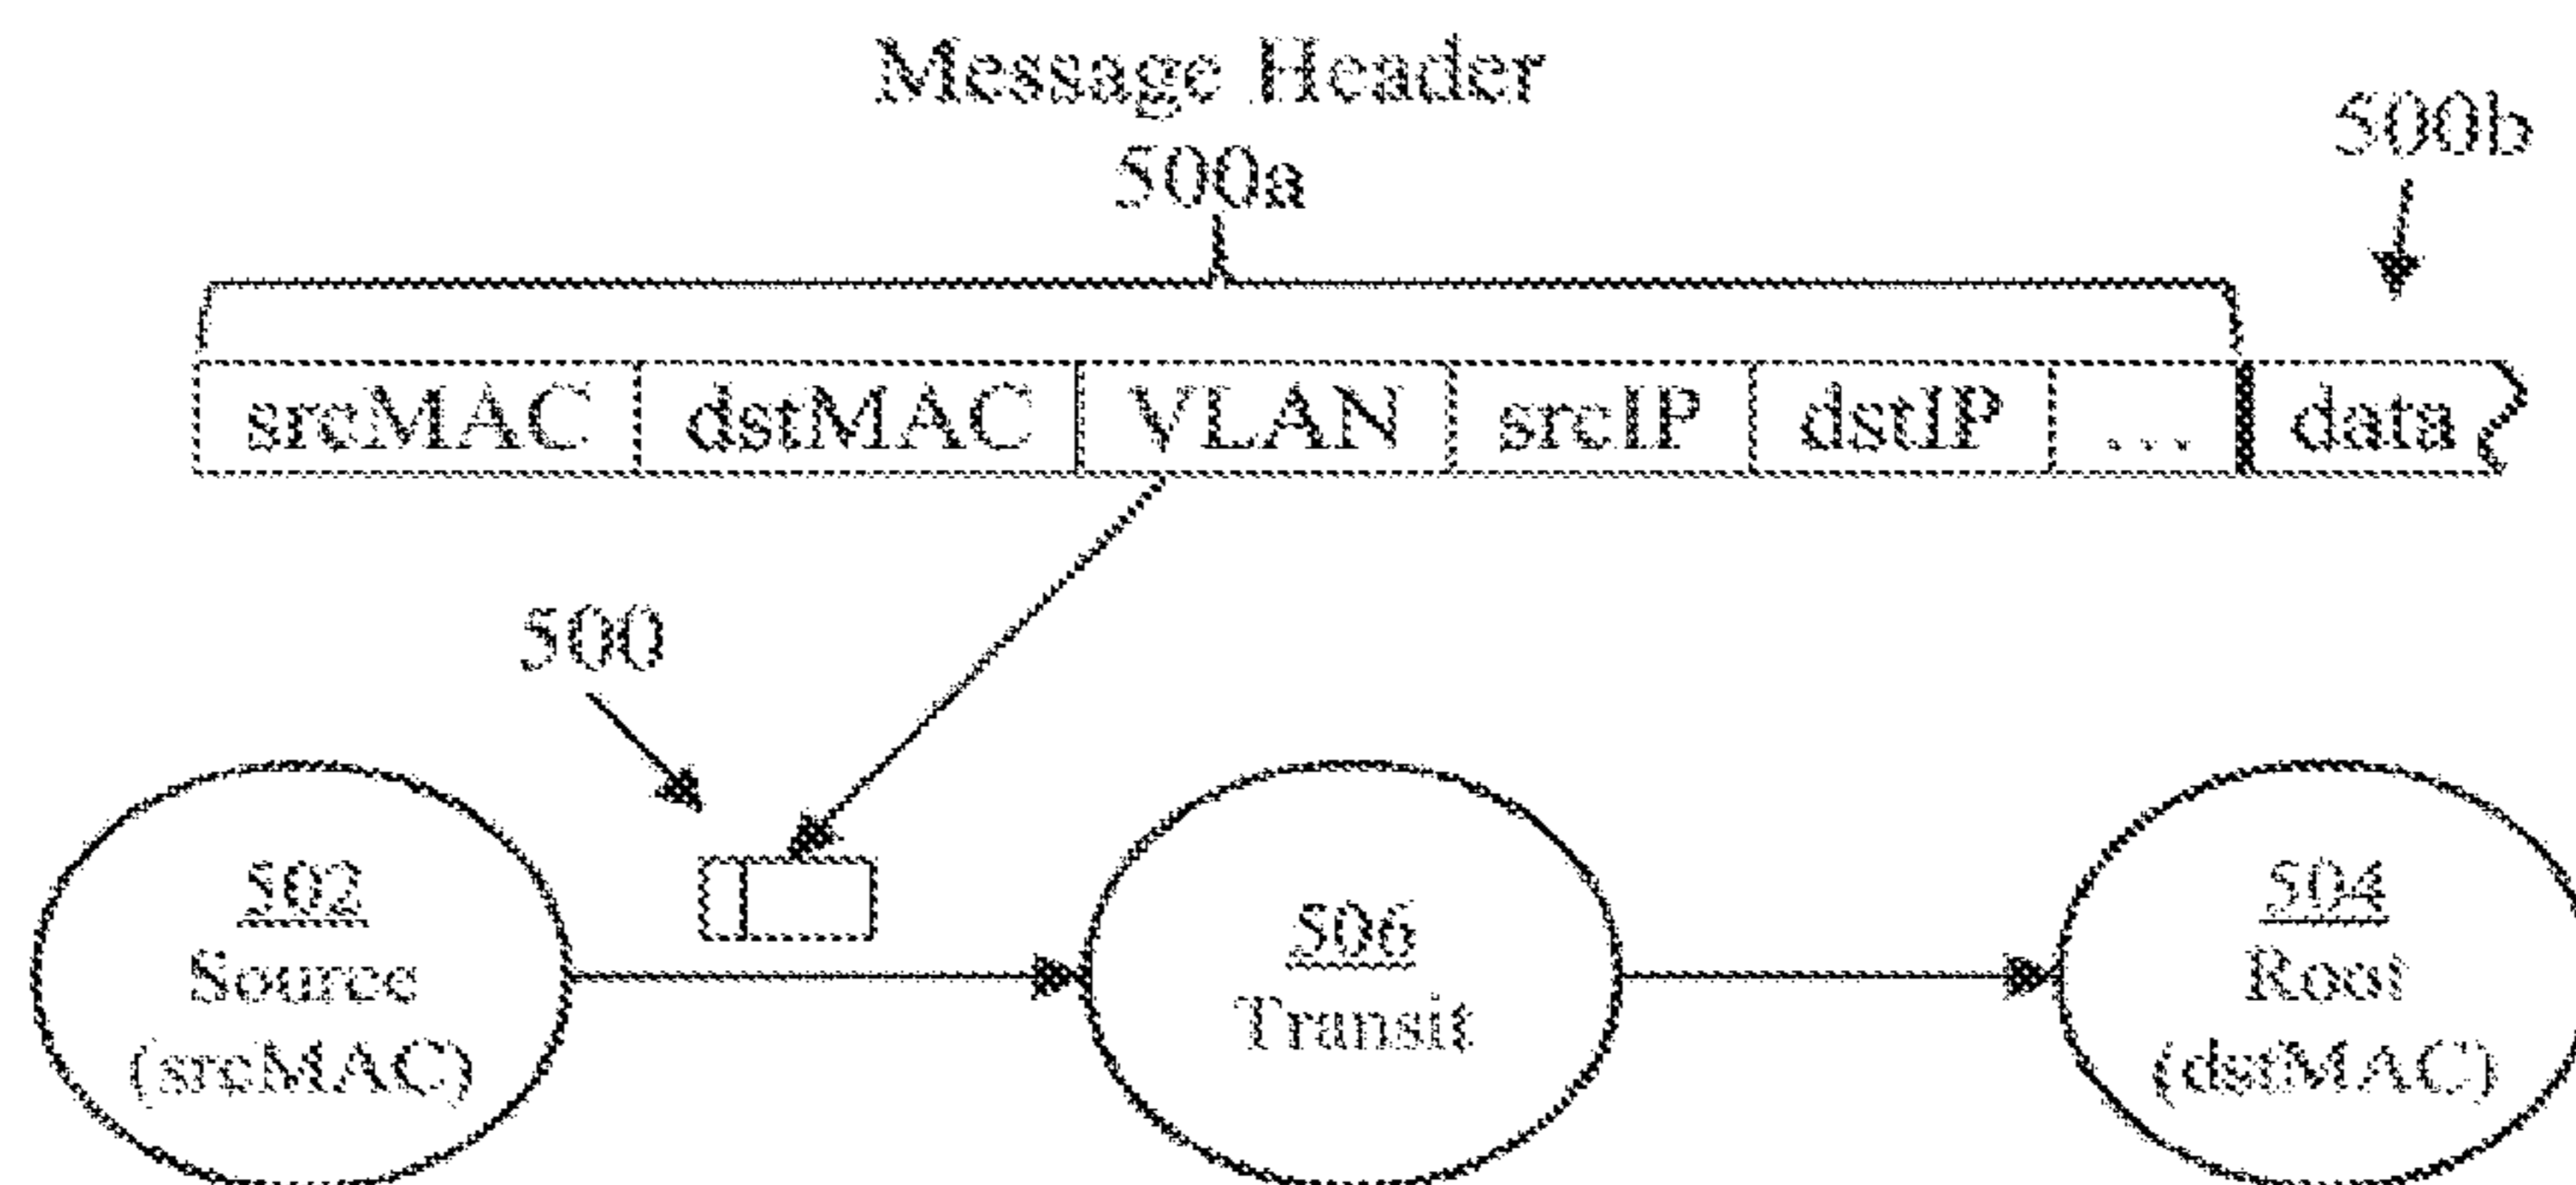 Message Header
500a
500b
srcMAC dstMAC VLAN srcIP dstIP ... data
500
502
Source
(srcMAC)
506
Transit
504
Root
(dstMAC)